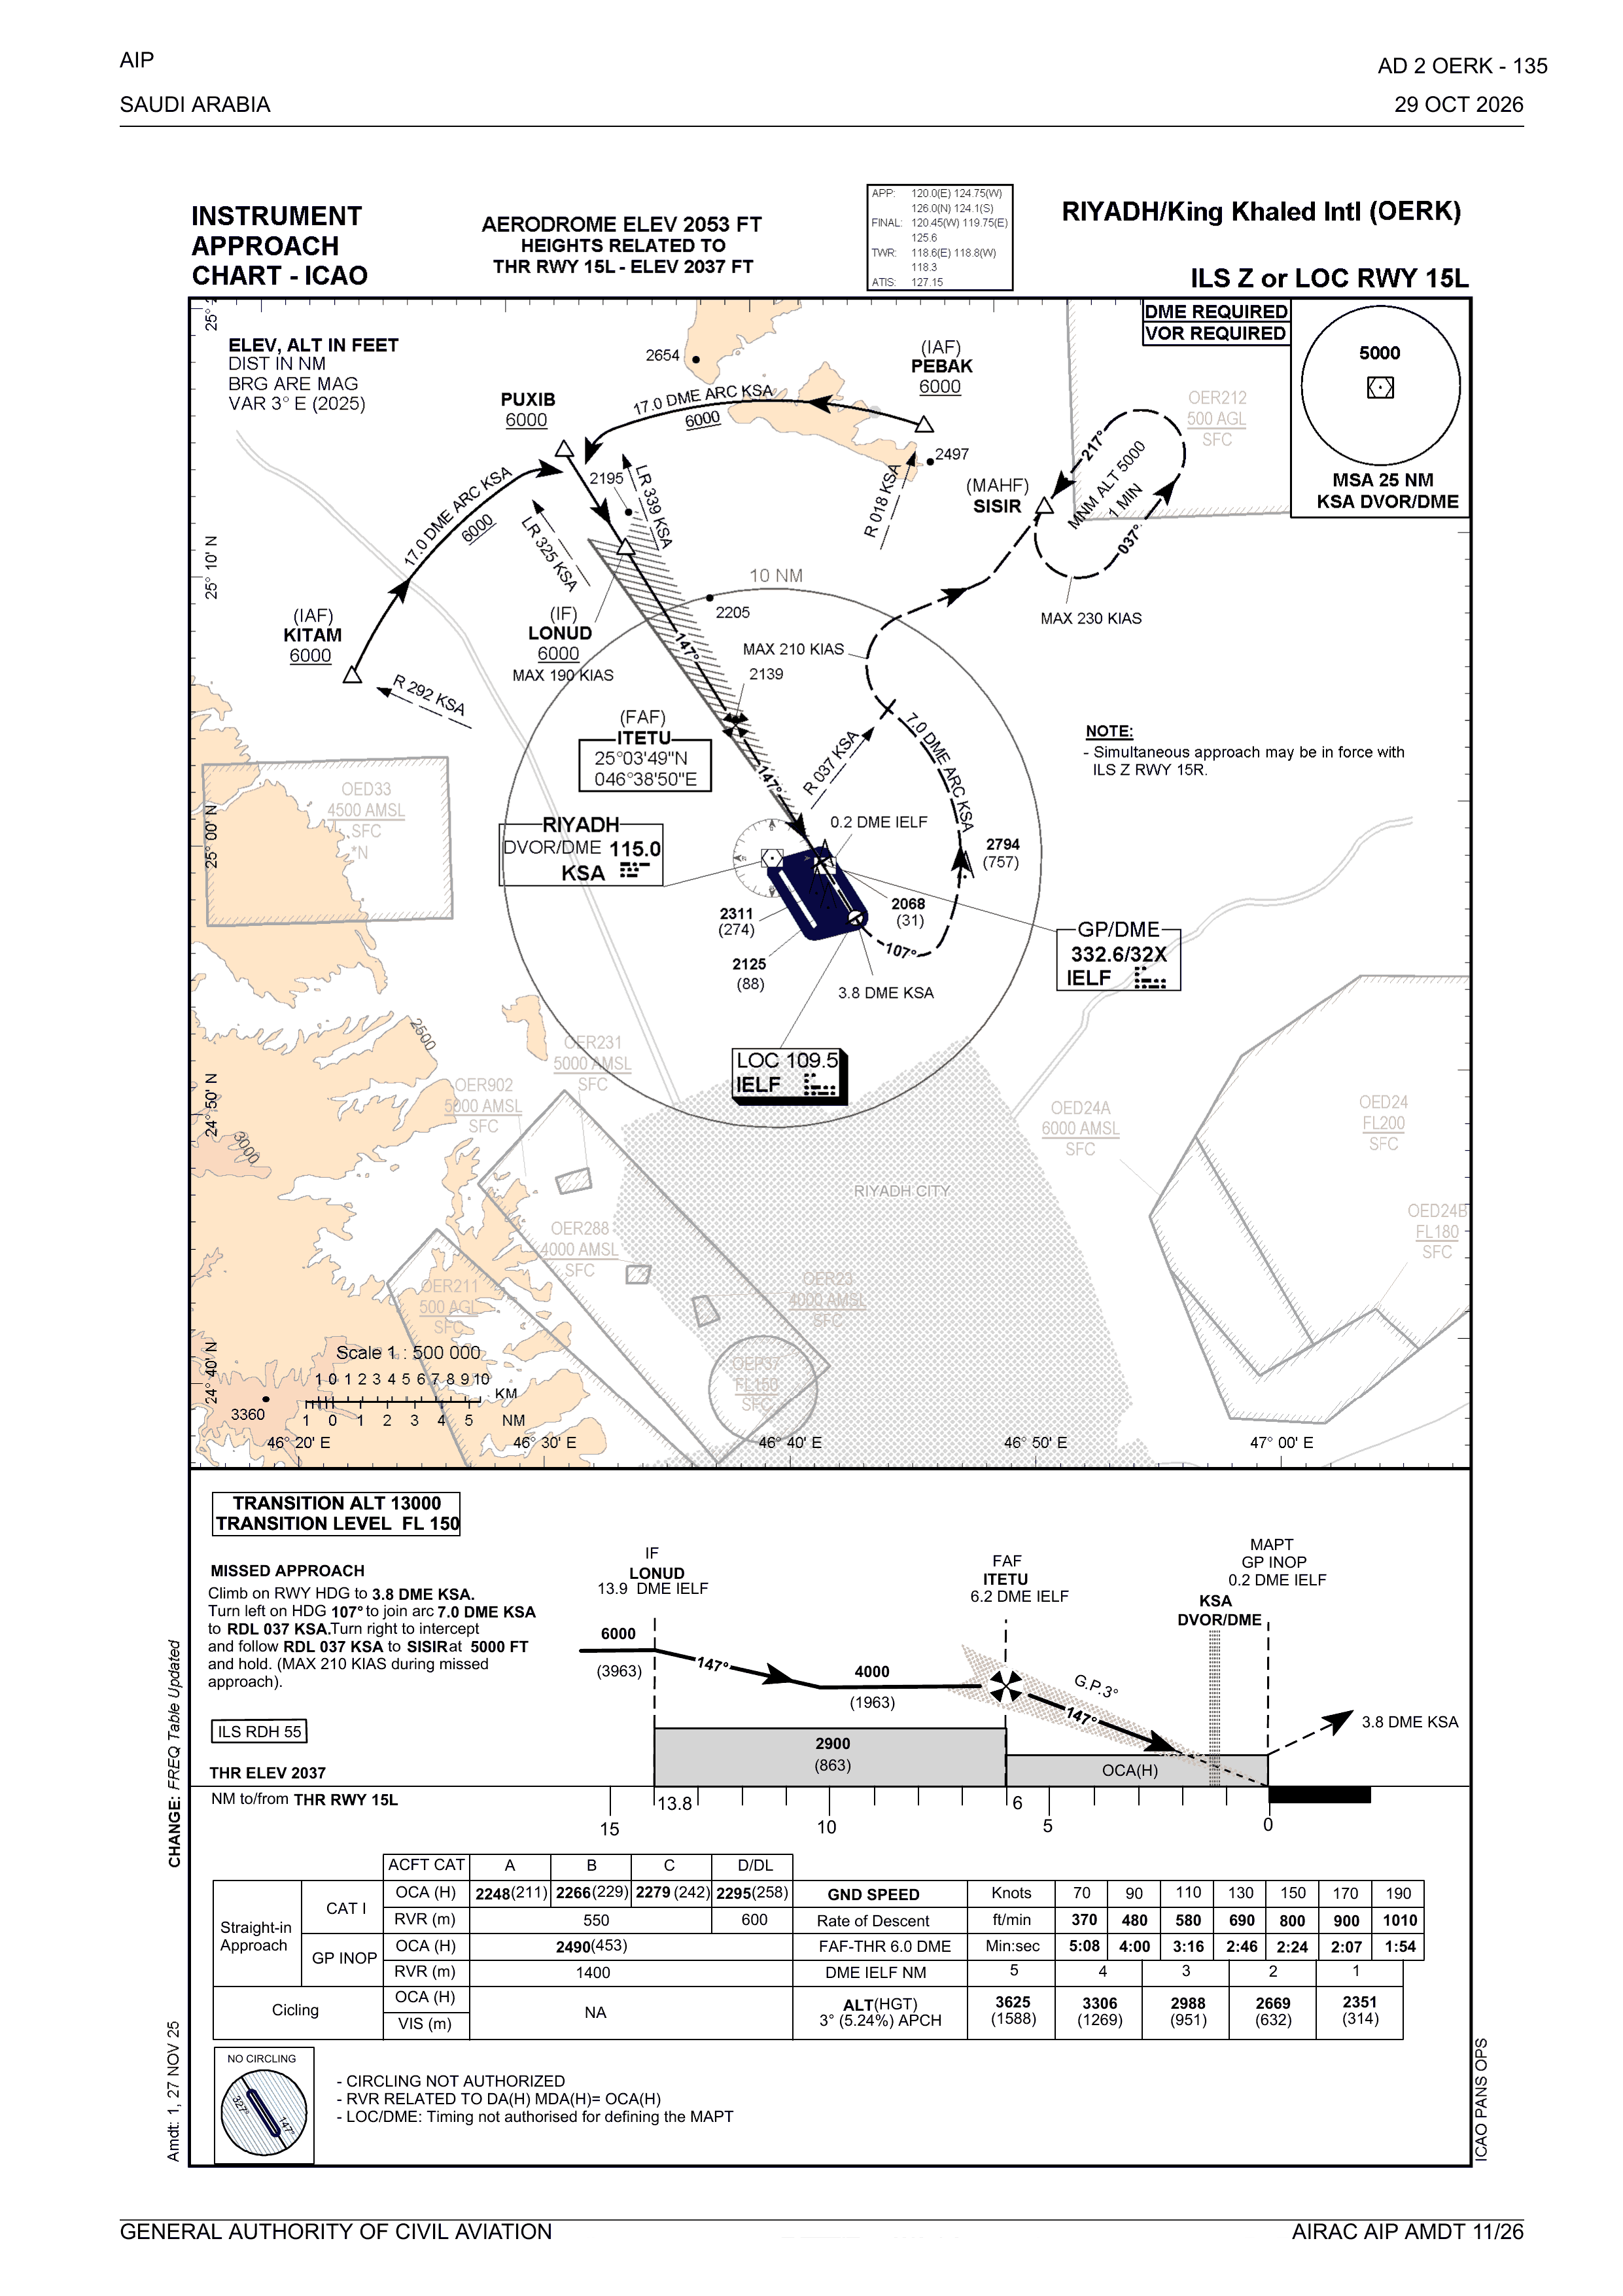 AIP
AD 2 OERK - 135
SAUDI ARABIA
29 OCT 2026
INSTRUMENT
APPROACH
CHART - ICAO
AERODROME ELEV 2053 FT
HEIGHTS RELATED TO
THR RWY 15L - ELEV 2037 FT
APP: 120.0(E) 124.75(W)
126.0(N) 124.1(S)
FINAL: 120.45(W) 119.75(E)
125.6
TWR: 118.6(E) 118.8(W)
118.3
ATIS: 127.15
RIYADH/King Khaled Intl (OERK)
ILS Z or LOC RWY 15L
ELEV, ALT IN FEET
DIST IN NM
BRG ARE MAG
VAR 3° E (2025)
DME REQUIRED
VOR REQUIRED
5000
MSA 25 NM
KSA DVOR/DME
2654
(IAF)
PEBAK
6000
PUXIB
6000
17.0 DME ARC KSA
6000
OER212
500 AGL
SFC
2497
2195
LR 339 KSA
R 018 KSA
(MAHF)
SISIR
217°
MNM ALT 5000
1 MIN
037°
17.0 DME ARC KSA
6000
LR 325 KSA
25° 10' N
10 NM
2205
MAX 230 KIAS
(IAF)
KITAM
6000
(IF)
LONUD
6000
MAX 190 KIAS
147°
MAX 210 KIAS
2139
R 292 KSA
(FAF)
ITETU
25°03'49"N
046°38'50"E
147°
R 037 KSA
7.0 DME ARC KSA
NOTE:
- Simultaneous approach may be in force with
ILS Z RWY 15R.
OED33
4500 AMSL
SFC
*N
25° 00' N
RIYADH
DVOR/DME 115.0
KSA
0.2 DME IELF
2794
(757)
2311
(274)
2068
(31)
2125
(88)
107°
3.8 DME KSA
GP/DME
332.6/32X
IELF
2500
LOC 109.5
IELF
OER231
5000 AMSL
SFC
OER902
5000 AMSL
SFC
24° 50' N
3000
OED24A
6000 AMSL
SFC
OED24
FL200
SFC
RIYADH CITY
OER288
4000 AMSL
SFC
OED24B
FL180
SFC
OER211
500 AGL
SFC
OER23
4000 AMSL
SFC
OEP37
FL150
SFC
24° 40' N
Scale 1 : 500 000
1 0 1 2 3 4 5 6 7 8 9 10
KM
1 0 1 2 3 4 5 NM
3360
46° 20' E
46° 30' E
46° 40' E
46° 50' E
47° 00' E
TRANSITION ALT 13000
TRANSITION LEVEL FL 150
MISSED APPROACH
Climb on RWY HDG to 3.8 DME KSA.
Turn left on HDG 107° to join arc 7.0 DME KSA
to RDL 037 KSA.Turn right to intercept
and follow RDL 037 KSA to SISIR at 5000 FT
and hold. (MAX 210 KIAS during missed
approach).
ILS RDH 55
THR ELEV 2037
NM to/from THR RWY 15L
IF
LONUD
13.9 DME IELF
FAF
ITETU
6.2 DME IELF
MAPT
GP INOP
0.2 DME IELF
KSA
DVOR/DME
6000
(3963)
147°
4000
(1963)
G.P.3°
147°
3.8 DME KSA
2900
(863)
OCA(H)
13.8
6
15
10
5
0
ACFT CAT A B C D/DL
Straight-in
Approach
CAT I
OCA (H) 2248(211) 2266(229) 2279 (242) 2295(258)
RVR (m) 550 600
GP INOP
OCA (H) 2490(453)
RVR (m) 1400
Cicling
OCA (H)
VIS (m)
NA
GND SPEED Knots 70 90 110 130 150 170 190
Rate of Descent ft/min 370 480 580 690 800 900 1010
FAF-THR 6.0 DME Min:sec 5:08 4:00 3:16 2:46 2:24 2:07 1:54
DME IELF NM 5 4 3 2 1
ALT(HGT) 3625 3306 2988 2669 2351
3° (5.24%) APCH (1588) (1269) (951) (632) (314)
NO CIRCLING
327°
147°
- CIRCLING NOT AUTHORIZED
- RVR RELATED TO DA(H) MDA(H)= OCA(H)
- LOC/DME: Timing not authorised for defining the MAPT
CHANGE: FREQ Table Updated
Amdt: 1, 27 NOV 25
ICAO PANS OPS
GENERAL AUTHORITY OF CIVIL AVIATION
AIRAC AIP AMDT 11/26